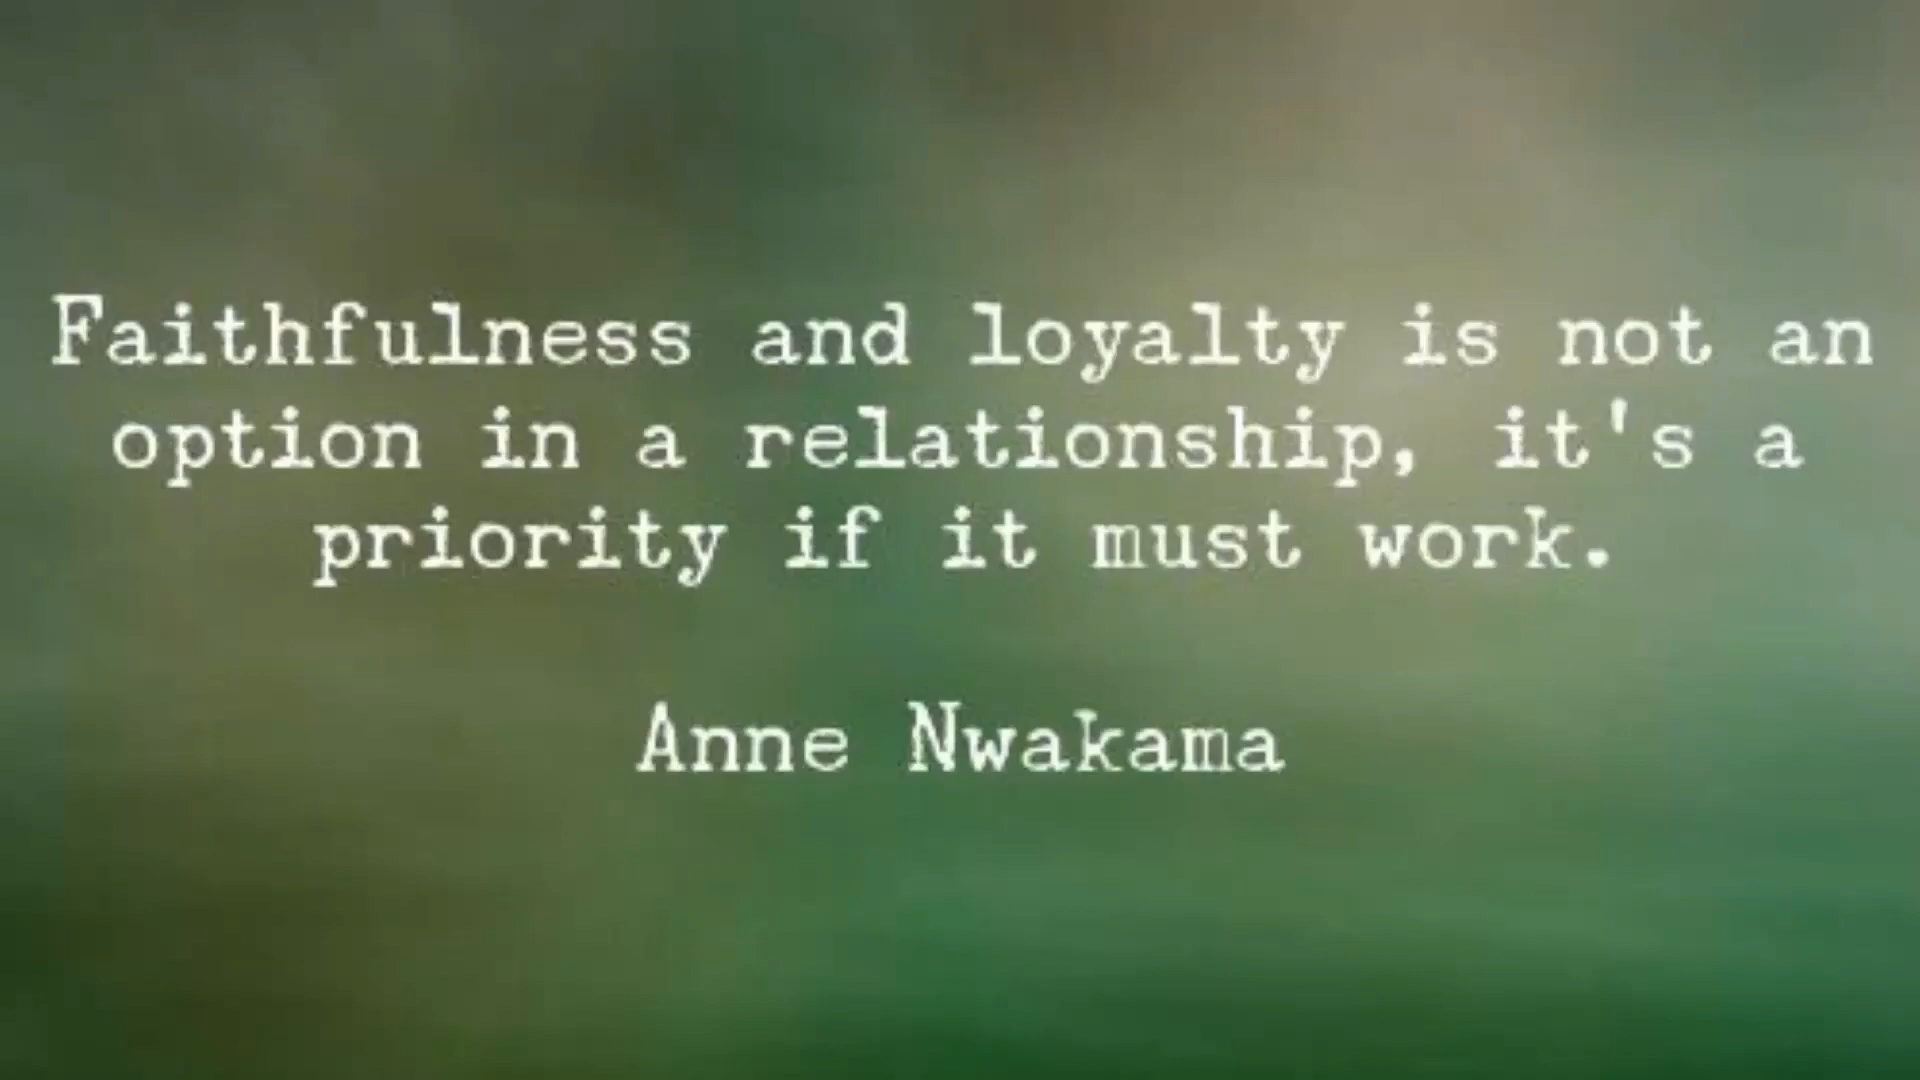 Faithfulness and loyalty is not an
option in a relationship, it's a
priority if it must work.
Anne Nwakama